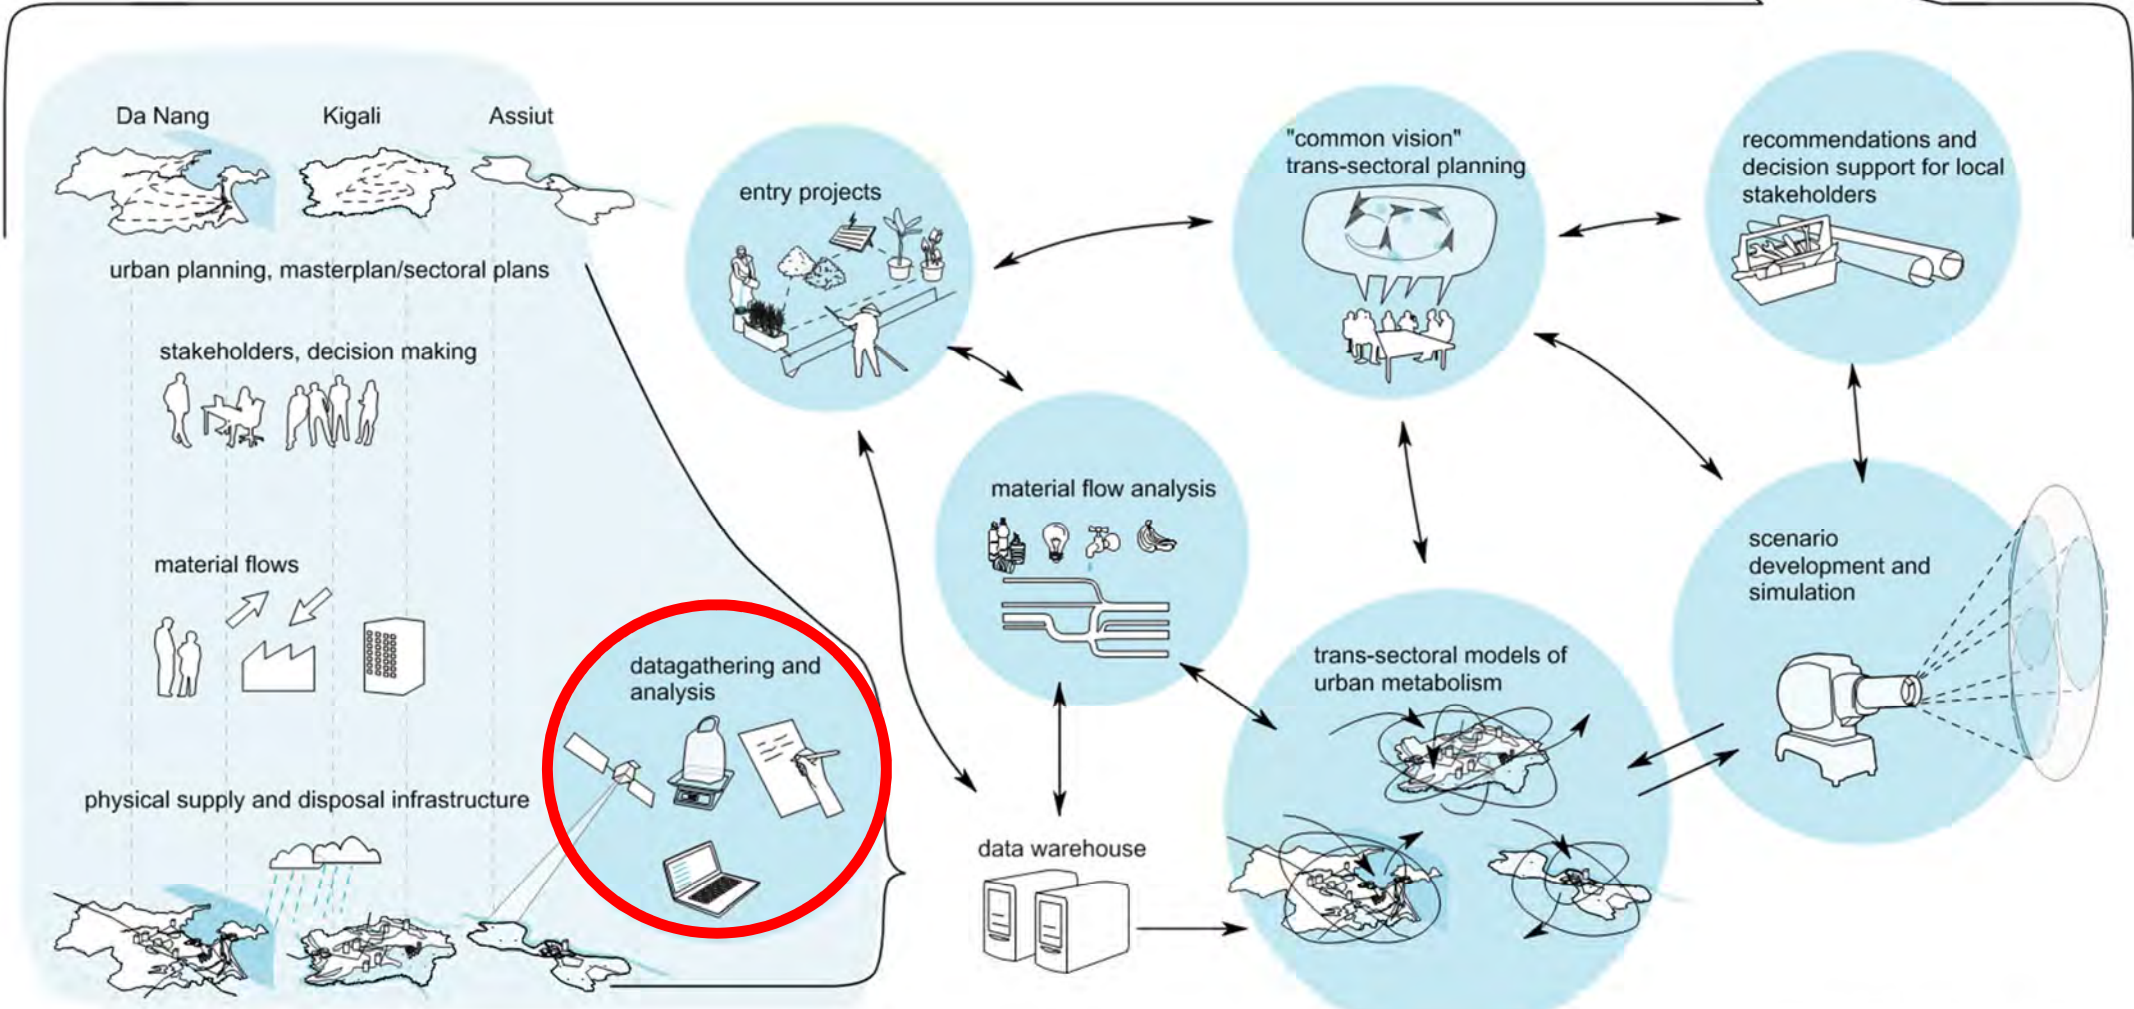 Da Nang
Kigali
Assiut
urban planning, masterplan/sectoral plans
stakeholders, decision making
material flows
physical supply and disposal infrastructure
datagathering and
analysis
entry projects
material flow analysis
data warehouse
"common vision"
trans-sectoral planning
trans-sectoral models of
urban metabolism
recommendations and
decision support for local
stakeholders
scenario
development and
simulation